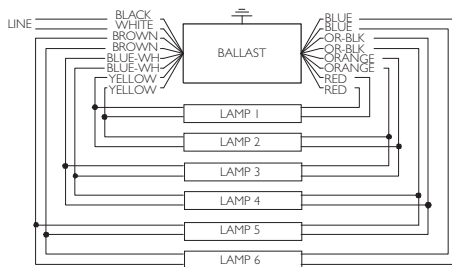 LINE
BLACK
WHITE
BROWN
BROWN
BLUE-WH
BLUE-WH
YELLOW
YELLOW
BALLAST
BLUE
BLUE
OR-BLK
OR-BLK
ORANGE
ORANGE
RED
RED
LAMP 1
LAMP 2
LAMP 3
LAMP 4
LAMP 5
LAMP 6